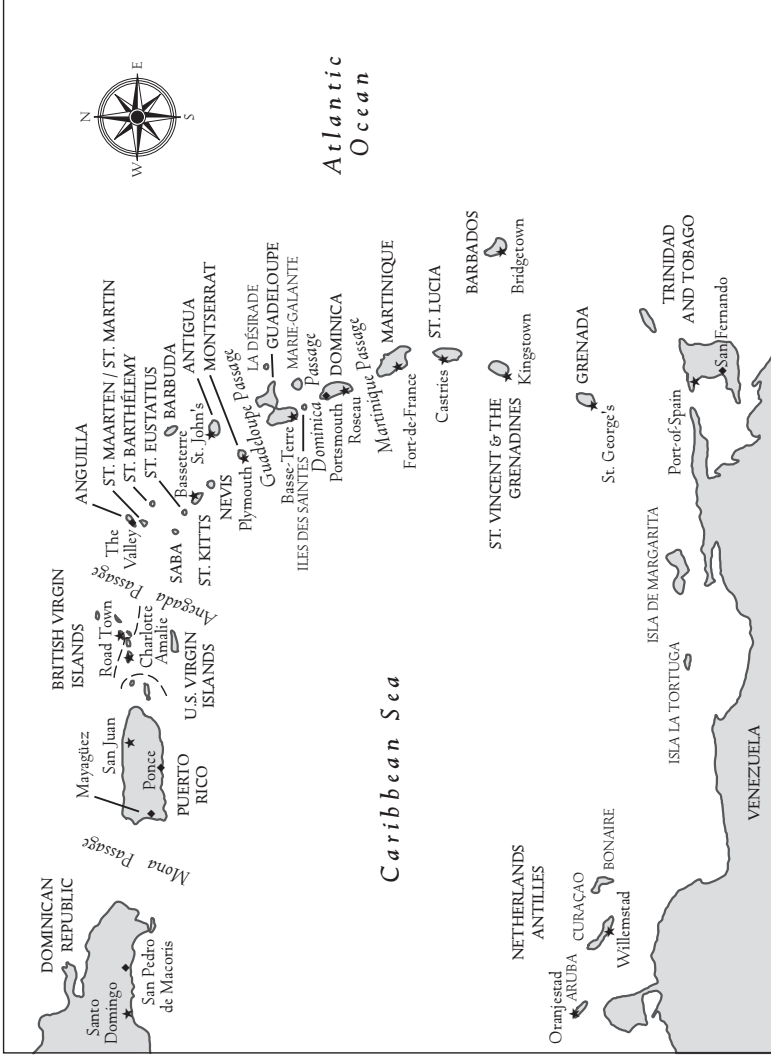 DOMINICAN
REPUBLIC
Santo
Domingo
San Pedro
de Macoris
Mona Passage
Mayagüez
San Juan
Ponce
PUERTO
RICO
BRITISH VIRGIN
ISLANDS
Road Town
Charlotte
Amalie
U.S. VIRGIN
ISLANDS
Anegada Passage
ANGUILLA
The
Valley
ST. MAARTEN / ST. MARTIN
ST. BARTHÉLEMY
ST. EUSTATIUS
SABA
BARBUDA
Basseterre
ST. KITTS
NEVIS
St. John's
ANTIGUA
MONTSERRAT
Plymouth
Guadeloupe Passage
LA DÉSIRADE
GUADELOUPE
Basse-Terre
MARIE-GALANTE
ILES DES SAINTES
Dominica Passage
Portsmouth
DOMINICA
Roseau
Martinique Passage
MARTINIQUE
Fort-de-France
ST. LUCIA
Castries
BARBADOS
Bridgetown
ST. VINCENT & THE
GRENADINES
Kingstown
GRENADA
St. George's
TRINIDAD
AND TOBAGO
Port-of-Spain
San Fernando
ISLA DE MARGARITA
ISLA LA TORTUGA
VENEZUELA
NETHERLANDS
ANTILLES
Oranjestad
ARUBA
CURAÇAO
Willemstad
BONAIRE
Caribbean Sea
Atlantic
Ocean
N
W
E
S